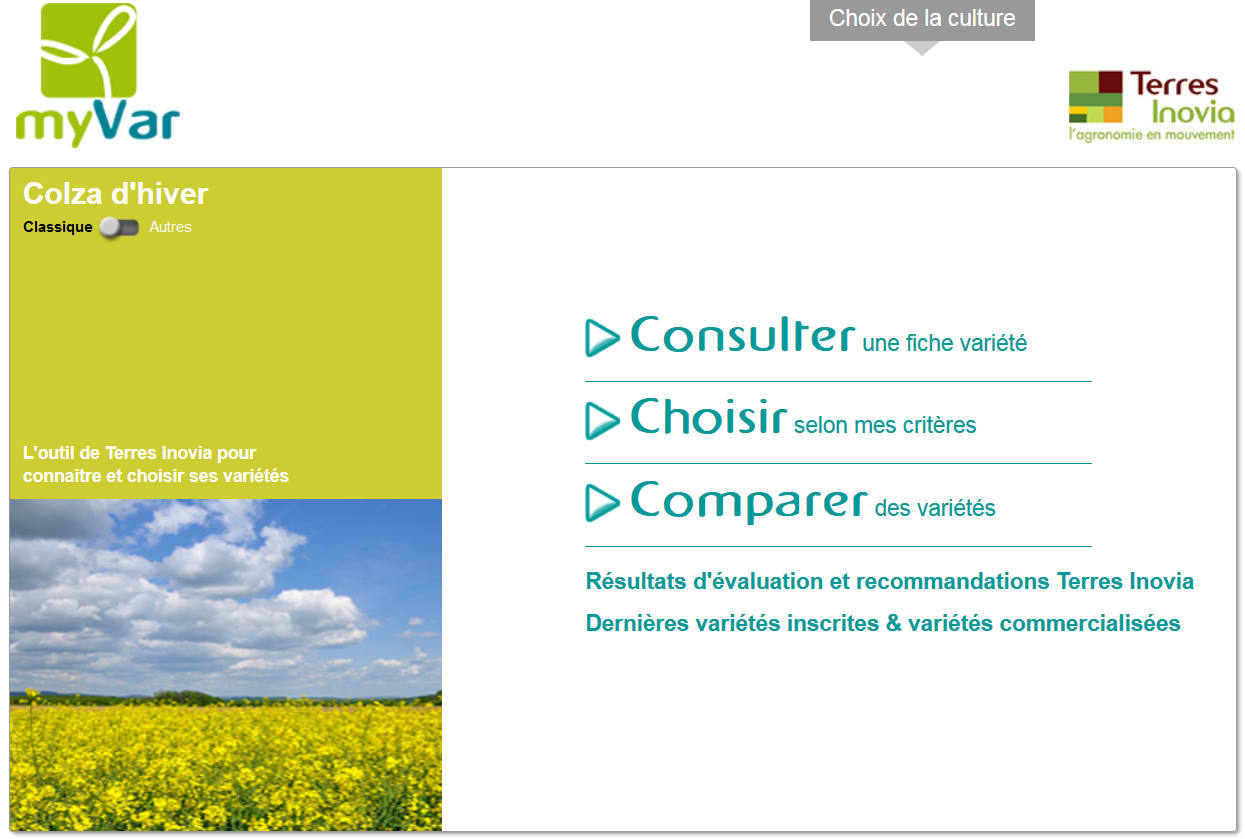 myVar
Choix de la culture
Terres
Inovia
l'agronomie en mouvement
Colza d'hiver
Classique Autres
L'outil de Terres Inovia pour
connaître et choisir ses variétés
Consulter une fiche variété
Choisir selon mes critères
Comparer des variétés
Résultats d'évaluation et recommandations Terres Inovia
Dernières variétés inscrites & variétés commercialisées